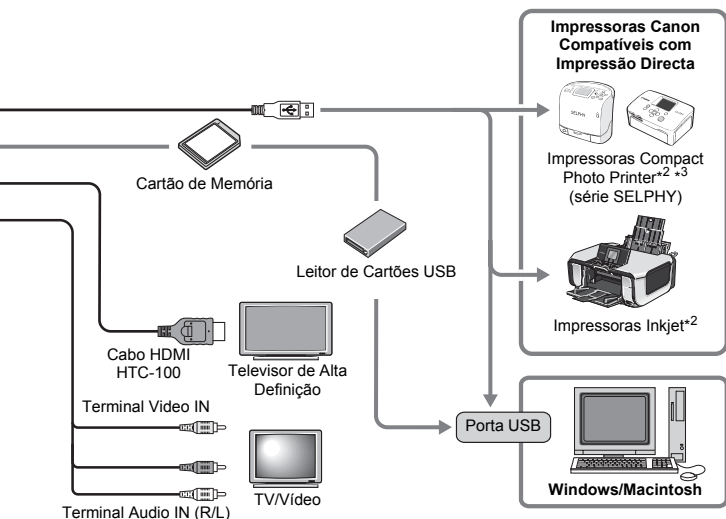 Impressoras Canon
Compatíveis com
Impressão Directa
SELPHY
Impressoras Compact
Photo Printer*2 *3
(série SELPHY)
Cartão de Memória
Leitor de Cartões USB
Impressoras Inkjet*2
Cabo HDMI
HTC-100
Televisor de Alta
Definição
Terminal Video IN
Porta USB
TV/Vídeo
Terminal Audio IN (R/L)
Windows/Macintosh